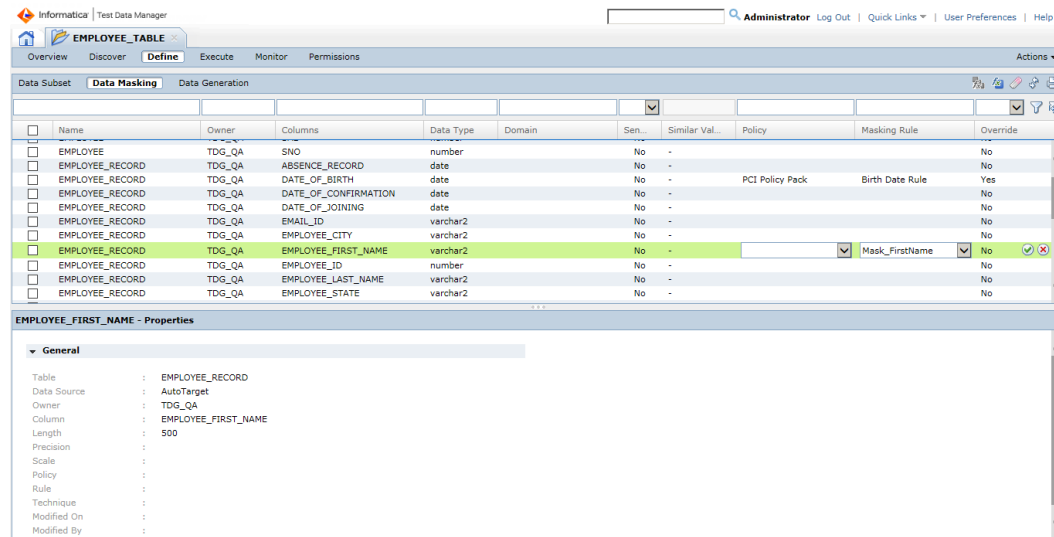 Informatica Test Data Manager Administrator Log Out | Quick Links | User Preferences | Help
EMPLOYEE_TABLE
Overview Discover Define Execute Monitor Permissions Actions
Data Subset Data Masking Data Generation
Name Owner Columns Data Type Domain Sen... Similar Val... Policy Masking Rule Override
EMPLOYEE TDG_QA SNO number No - No
EMPLOYEE_RECORD TDG_QA ABSENCE_RECORD date No - No
EMPLOYEE_RECORD TDG_QA DATE_OF_BIRTH date No - PCI Policy Pack Birth Date Rule Yes
EMPLOYEE_RECORD TDG_QA DATE_OF_CONFIRMATION date No - No
EMPLOYEE_RECORD TDG_QA DATE_OF_JOINING date No - No
EMPLOYEE_RECORD TDG_QA EMAIL_ID varchar2 No - No
EMPLOYEE_RECORD TDG_QA EMPLOYEE_CITY varchar2 No - No
EMPLOYEE_RECORD TDG_QA EMPLOYEE_FIRST_NAME varchar2 No - Mask_FirstName No
EMPLOYEE_RECORD TDG_QA EMPLOYEE_ID number No - No
EMPLOYEE_RECORD TDG_QA EMPLOYEE_LAST_NAME varchar2 No - No
EMPLOYEE_RECORD TDG_QA EMPLOYEE_STATE varchar2 No - No
EMPLOYEE_FIRST_NAME - Properties
General
Table : EMPLOYEE_RECORD
Data Source : AutoTarget
Owner : TDG_QA
Column : EMPLOYEE_FIRST_NAME
Length : 500
Precision :
Scale :
Policy :
Rule :
Technique :
Modified On :
Modified By :